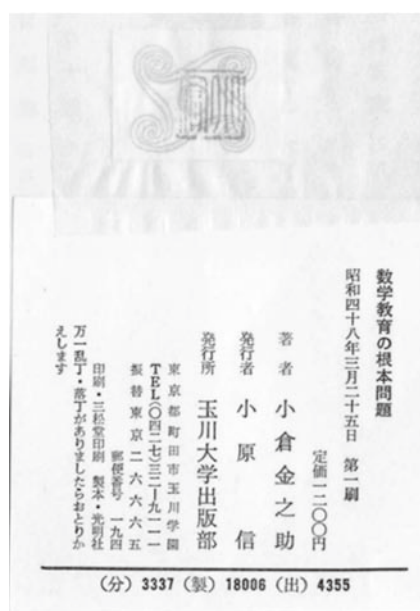 数学教育の根本問題
昭和四十八年三月二十五日 第一刷
定価一二〇〇円
著者 小倉金之助
発行者 小原信
発行所 玉川大学出版部
東京都町田市玉川学園
TEL(〇四二七)三二ー九一一一
振替東京二六六六五
郵便番号 一九四
印刷・三松堂印刷 製本・光明社
万一乱丁・落丁がありましたらおとりか
えします
(分) 3337 (製) 18006 (出) 4355